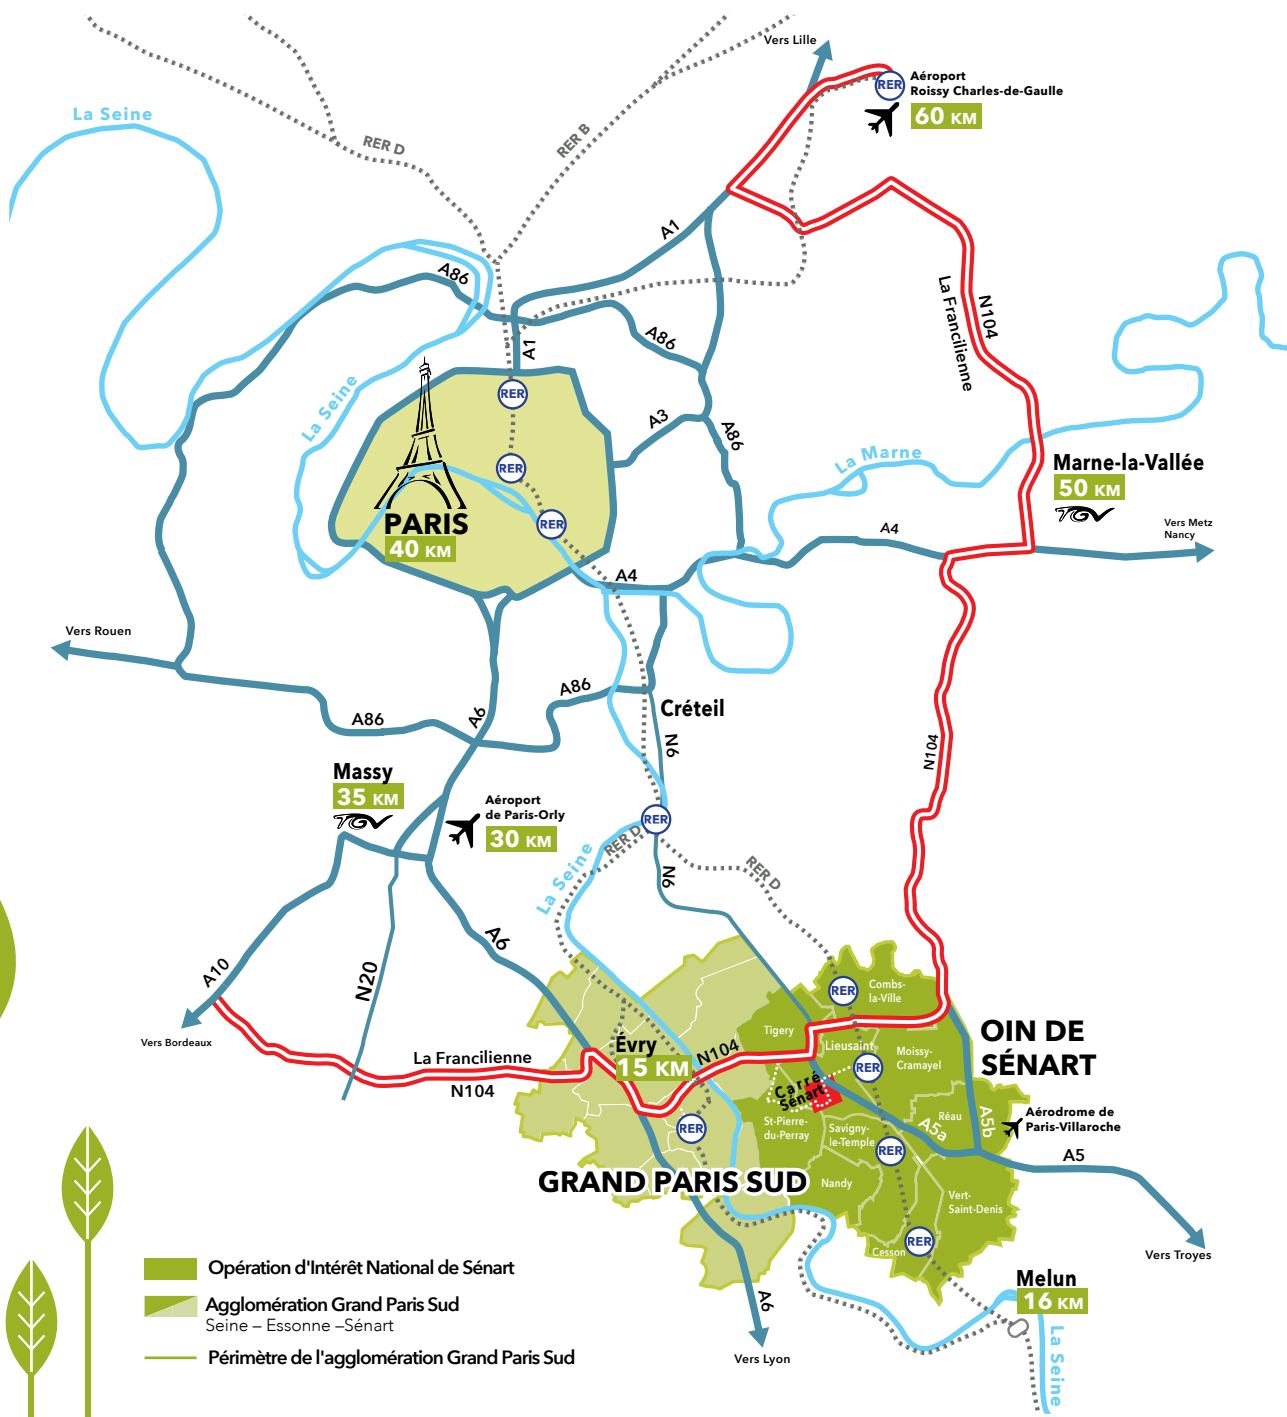 Vers Lille
RER
Aéroport
Roissy Charles-de-Gaulle
60 KM
La Seine
RER D
RER B
A1
A86
La Francilienne
N104
A86
A1
La Seine
RER
A3
A86
RER
La Marne
Marne-la-Vallée
50 KM
TGV
PARIS
40 KM
RER
A4
Vers Metz
Nancy
A4
Vers Rouen
A86
A86
A6
Créteil
N6
N104
Massy
35 KM
TGV
Aéroport
de Paris-Orly
30 KM
RER
RER D
La Seine
N6
RER D
A6
A10
N20
Vers Bordeaux
La Francilienne
N104
Évry
15 KM
N104
RER
Combs-
la-Ville
Tigery
Lieusaint
Moissy-
Cramayel
RER
OIN DE
SÉNART
Carré
Sénart
St-Pierre-
du-Perray
Savigny-
le-Temple
Réau
A5a
A5b
Aérodrome de
Paris-Villaroche
RER
RER
A5
GRAND PARIS SUD
Nandy
Vert-
Saint-Denis
Cesson
RER
Vers Troyes
Melun
16 KM
La Seine
A6
Vers Lyon
Opération d'Intérêt National de Sénart
Agglomération Grand Paris Sud
Seine – Essonne –Sénart
Périmètre de l'agglomération Grand Paris Sud